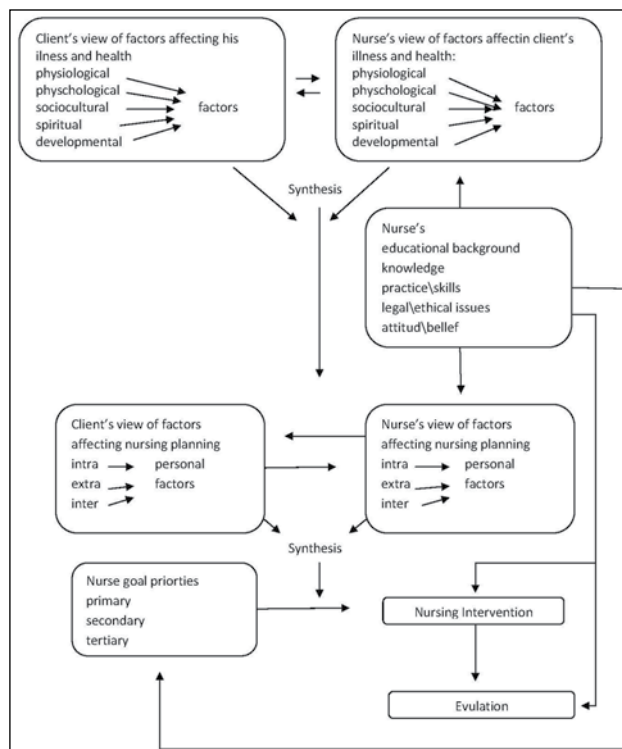 Client's view of factors affecting his
ilness and health
physiological
physchological
sociocultural
spiritual
developmental
factors
Nurse's view of factors affectin client's
illness and health:
physiological
physchological
sociocultural
spiritual
developmental
factors
Synthesis
Nurse's
educational background
knowledge
practice\skills
legal\ethical issues
attitud\bellef
Client's view of factors
affecting nursing planning
intra
personal
extra
factors
inter
Nurse's view of factors
affecting nursing planning
intra
personal
extra
factors
inter
Synthesis
Nurse goal priorties
primary
secondary
tertiary
Nursing Intervention
Evulation